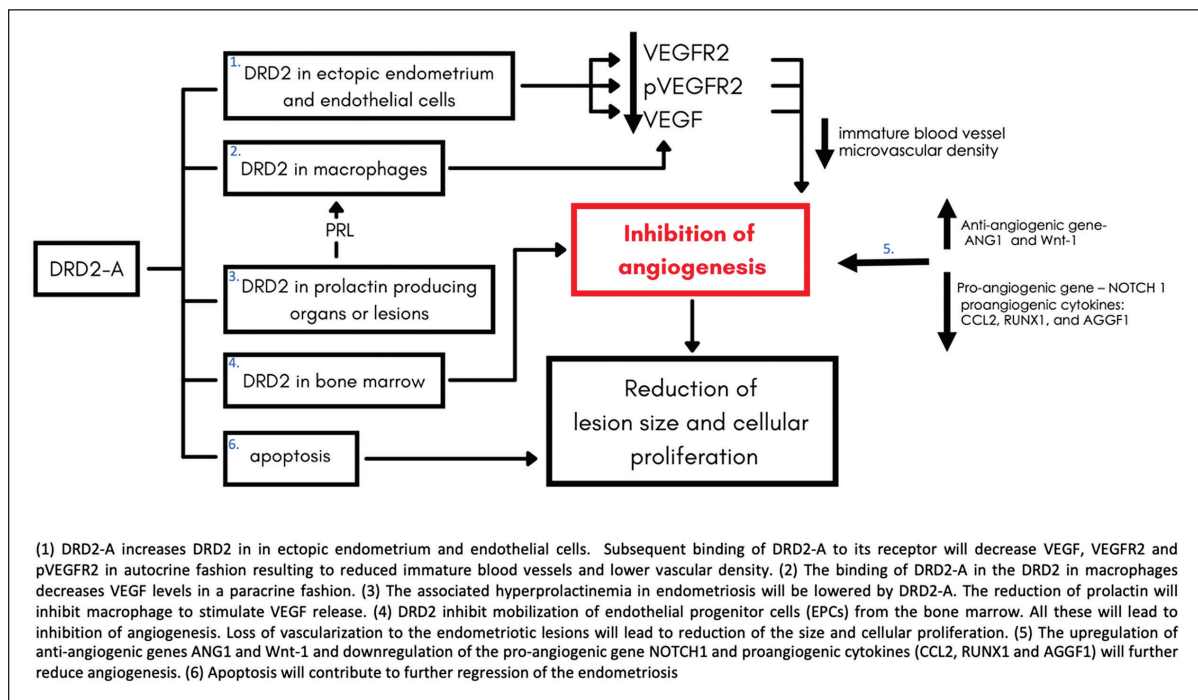 1. DRD2 in ectopic endometrium
and endothelial cells
VEGFR2
pVEGFR2
VEGF
immature blood vessel
microvascular density
2. DRD2 in macrophages
PRL
DRD2-A
3. DRD2 in prolactin producing
organs or lesions
4. DRD2 in bone marrow
6. apoptosis
Inhibition of
angiogenesis
5.
Anti-angiogenic gene-
ANG1 and Wnt-1
Pro-angiogenic gene – NOTCH 1
proangiogenic cytokines:
CCL2, RUNX1, and AGGF1
Reduction of
lesion size and cellular
proliferation
(1) DRD2-A increases DRD2 in in ectopic endometrium and endothelial cells. Subsequent binding of DRD2-A to its receptor will decrease VEGF, VEGFR2 and
pVEGFR2 in autocrine fashion resulting to reduced immature blood vessels and lower vascular density. (2) The binding of DRD2-A in the DRD2 in macrophages
decreases VEGF levels in a paracrine fashion. (3) The associated hyperprolactinemia in endometriosis will be lowered by DRD2-A. The reduction of prolactin will
inhibit macrophage to stimulate VEGF release. (4) DRD2 inhibit mobilization of endothelial progenitor cells (EPCs) from the bone marrow. All these will lead to
inhibition of angiogenesis. Loss of vascularization to the endometriotic lesions will lead to reduction of the size and cellular proliferation. (5) The upregulation of
anti-angiogenic genes ANG1 and Wnt-1 and downregulation of the pro-angiogenic gene NOTCH1 and proangiogenic cytokines (CCL2, RUNX1 and AGGF1) will further
reduce angiogenesis. (6) Apoptosis will contribute to further regression of the endometriosis